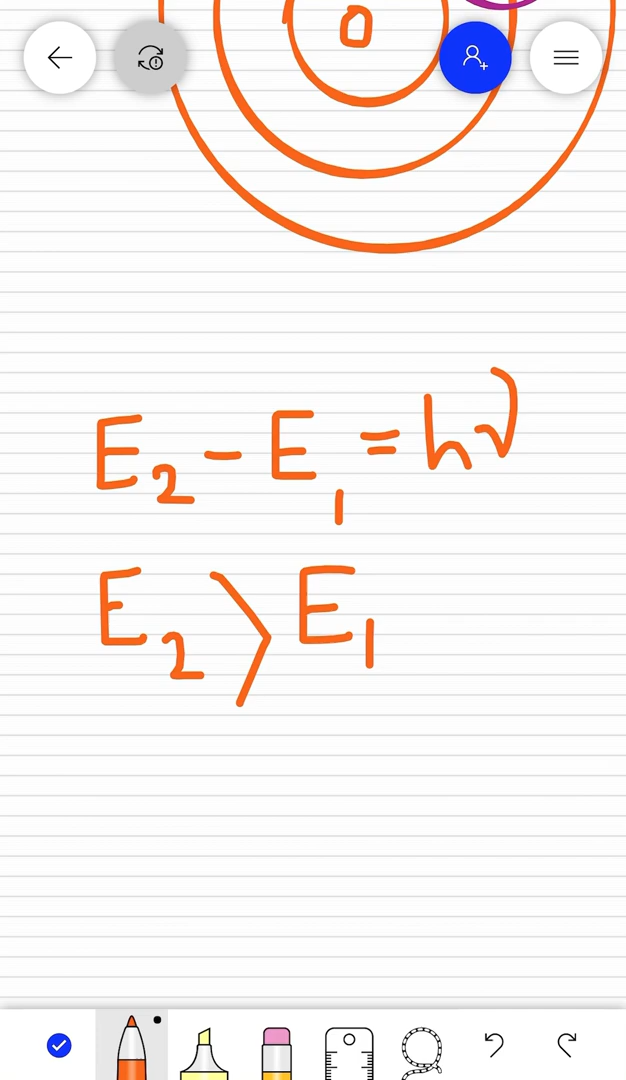 0
E₂ - E₁ = hν
E₂ > E₁